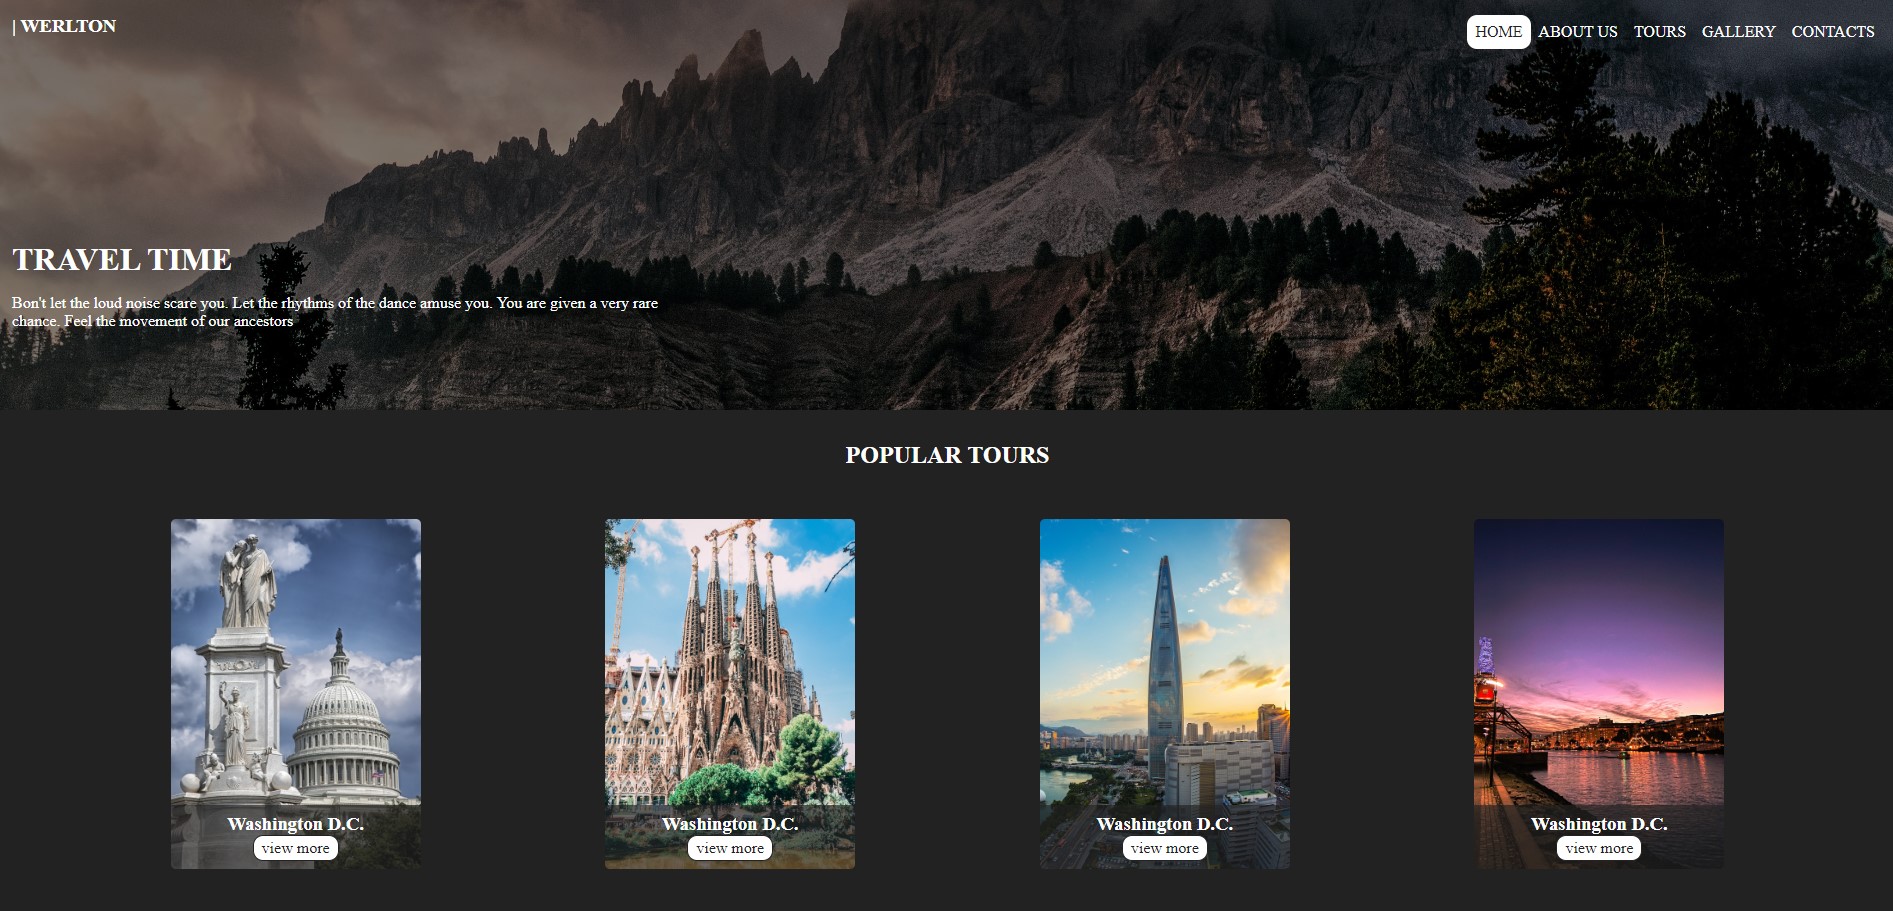 | WERLTON
HOME ABOUT US TOURS GALLERY CONTACTS
TRAVEL TIME
Bon't let the loud noise scare you. Let the rhythms of the dance amuse you. You are given a very rare
chance. Feel the movement of our ancestors
POPULAR TOURS
Washington D.C.
view more
Washington D.C.
view more
Washington D.C.
view more
Washington D.C.
view more